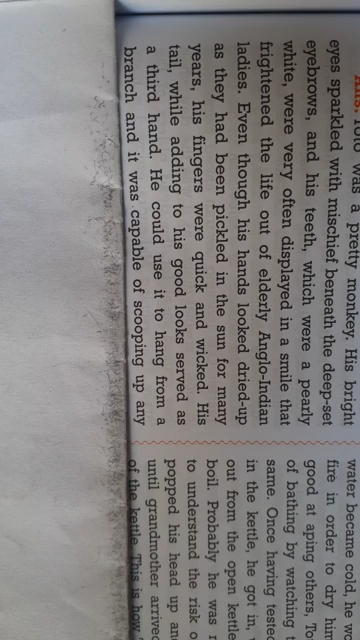 was a pretty monkey. His bright
eyes sparkled with mischief beneath the deep-set
eyebrows, and his teeth, which were a pearly
white, were very often displayed in a smile that
frightened the life out of elderly Anglo-Indian
ladies. Even though his hands looked dried-up
as they had been pickled in the sun for many
years, his fingers were quick and wicked. His
tail, while adding to his good looks served as
a third hand. He could use it to hang from a
branch and it was capable of scooping up any
water became cold, he w
fire in order to dry him
good at aping others, To
of bathing by watching
same. Once having teste
in the kettle, he got in,
out from the open kettl
boil. Probably he was
to understand the risk o
popped his head up an
until grandmother arrive
of the kettle. This is how